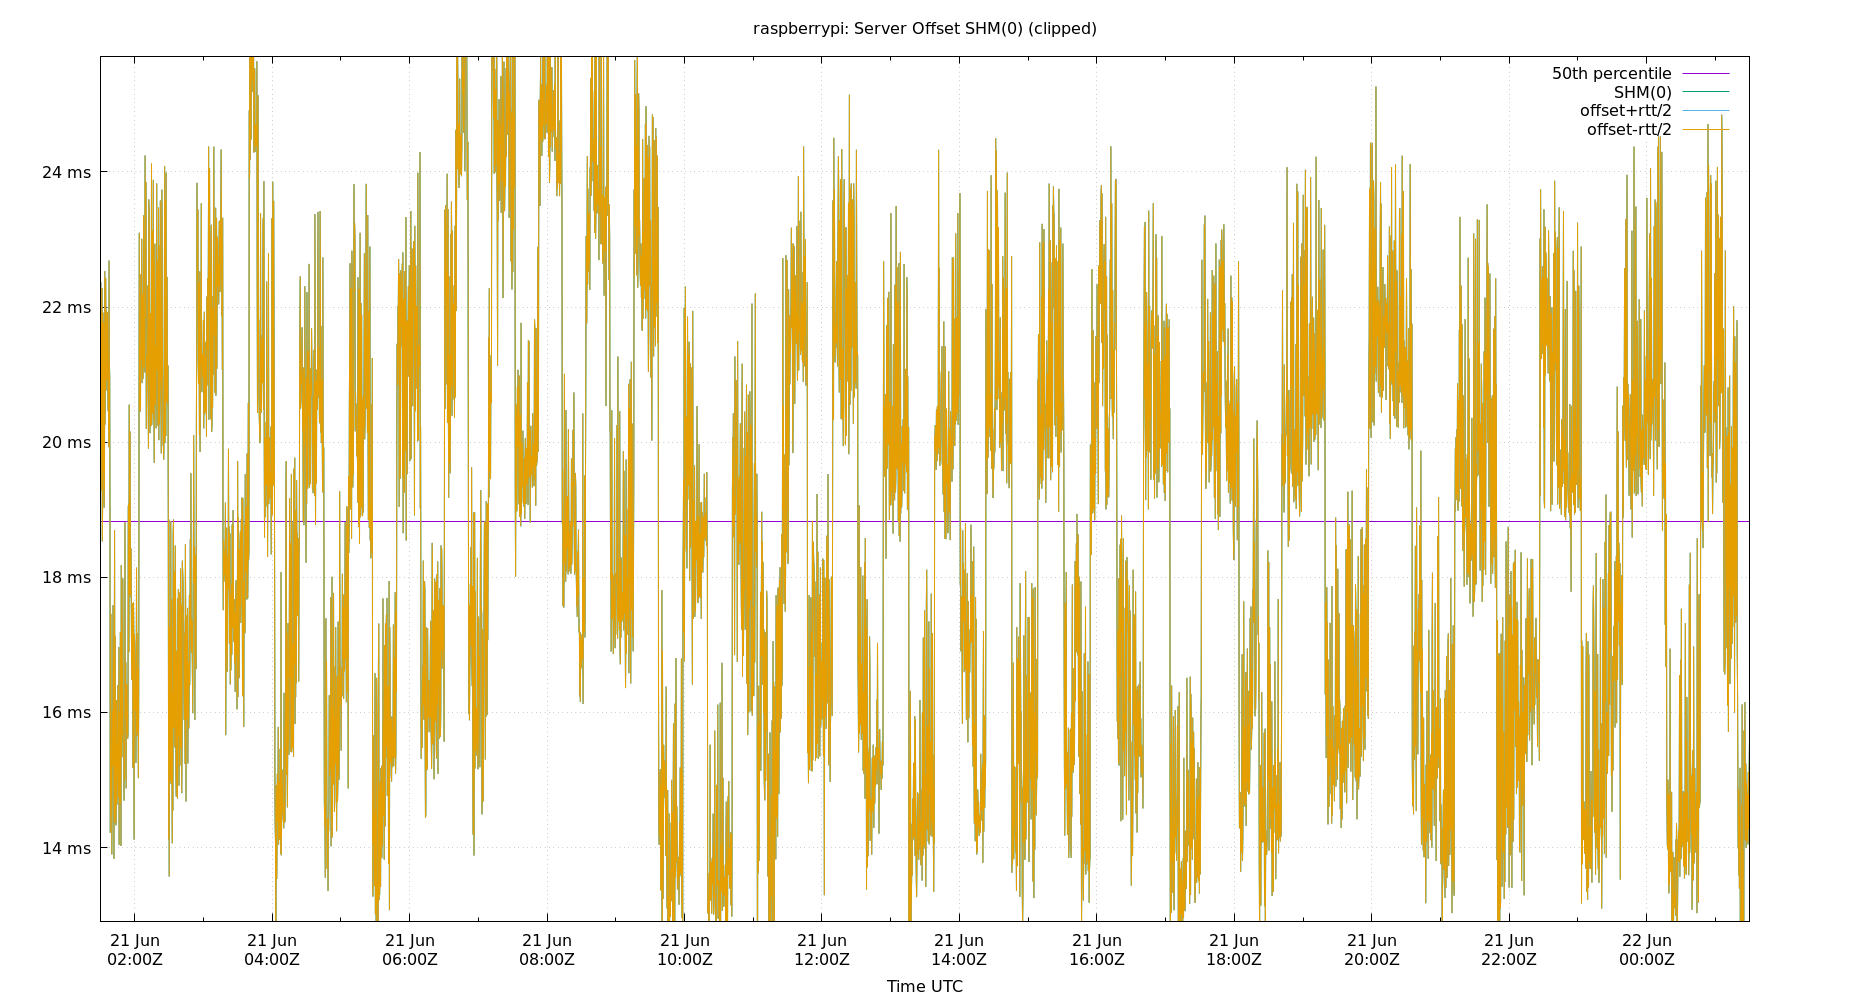 raspberrypi: Server Offset SHM(0) (clipped)
50th percentile
SHM(0)
offset+rtt/2
offset-rtt/2
24 ms
22 ms
20 ms
18 ms
16 ms
14 ms
21 Jun 21 Jun 21 Jun 21 Jun 21 Jun 21 Jun 21 Jun 21 Jun 21 Jun 21 Jun 21 Jun 22 Jun
02:00Z 04:00Z 06:00Z 08:00Z 10:00Z 12:00Z 14:00Z 16:00Z 18:00Z 20:00Z 22:00Z 00:00Z
Time UTC